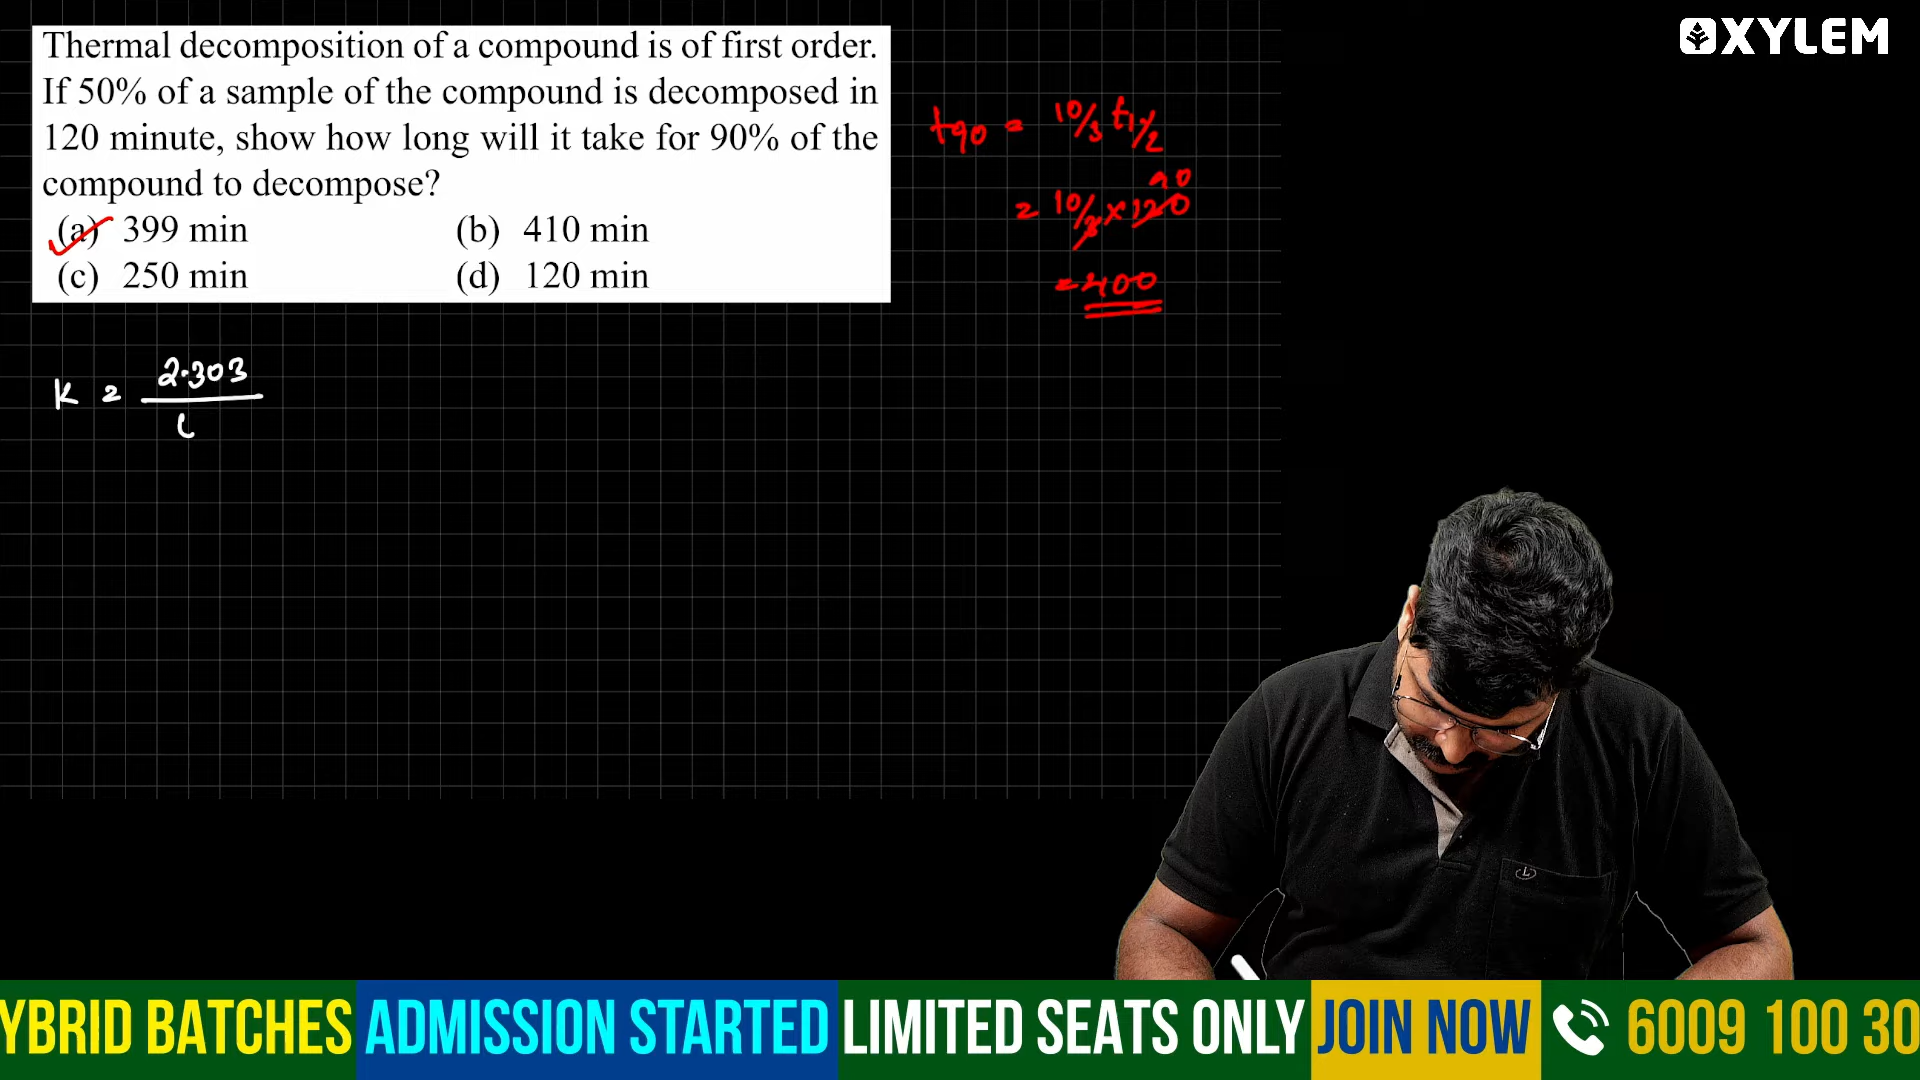 XYLEM
Thermal decomposition of a compound is of first order.
If 50% of a sample of the compound is decomposed in
120 minute, show how long will it take for 90% of the
compound to decompose?
(a) 399 min (b) 410 min
(c) 250 min (d) 120 min
t90 = 10/3 t1/2
= 10/3 × 120 40
= 400
K = 2.303
YBRID BATCHES ADMISSION STARTED LIMITED SEATS ONLY JOIN NOW 6009 100 30